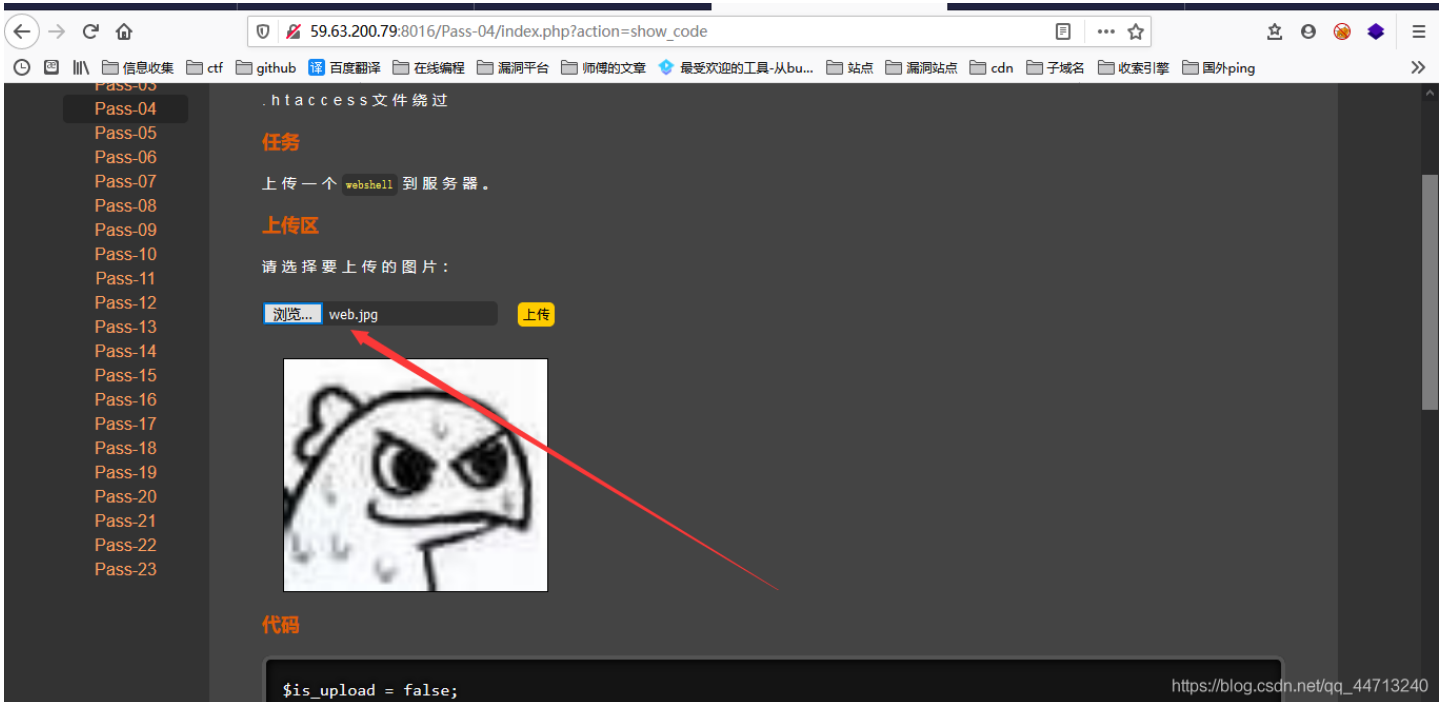 59.63.200.79:8016/Pass-04/index.php?action=show_code
信息收集 ctf github 译 百度翻译 在线编程 漏洞平台 师傅的文章 最受欢迎的工具-从bu... 站点 漏洞站点 cdn 子域名 收索引擎 国外ping
Pass-03
Pass-04
Pass-05
Pass-06
Pass-07
Pass-08
Pass-09
Pass-10
Pass-11
Pass-12
Pass-13
Pass-14
Pass-15
Pass-16
Pass-17
Pass-18
Pass-19
Pass-20
Pass-21
Pass-22
Pass-23
.htaccess文件绕过
任务
上传一个 webshell 到服务器。
上传区
请选择要上传的图片：
浏览... web.jpg 上传
代码
$is_upload = false;
https://blog.csdn.net/qq_44713240